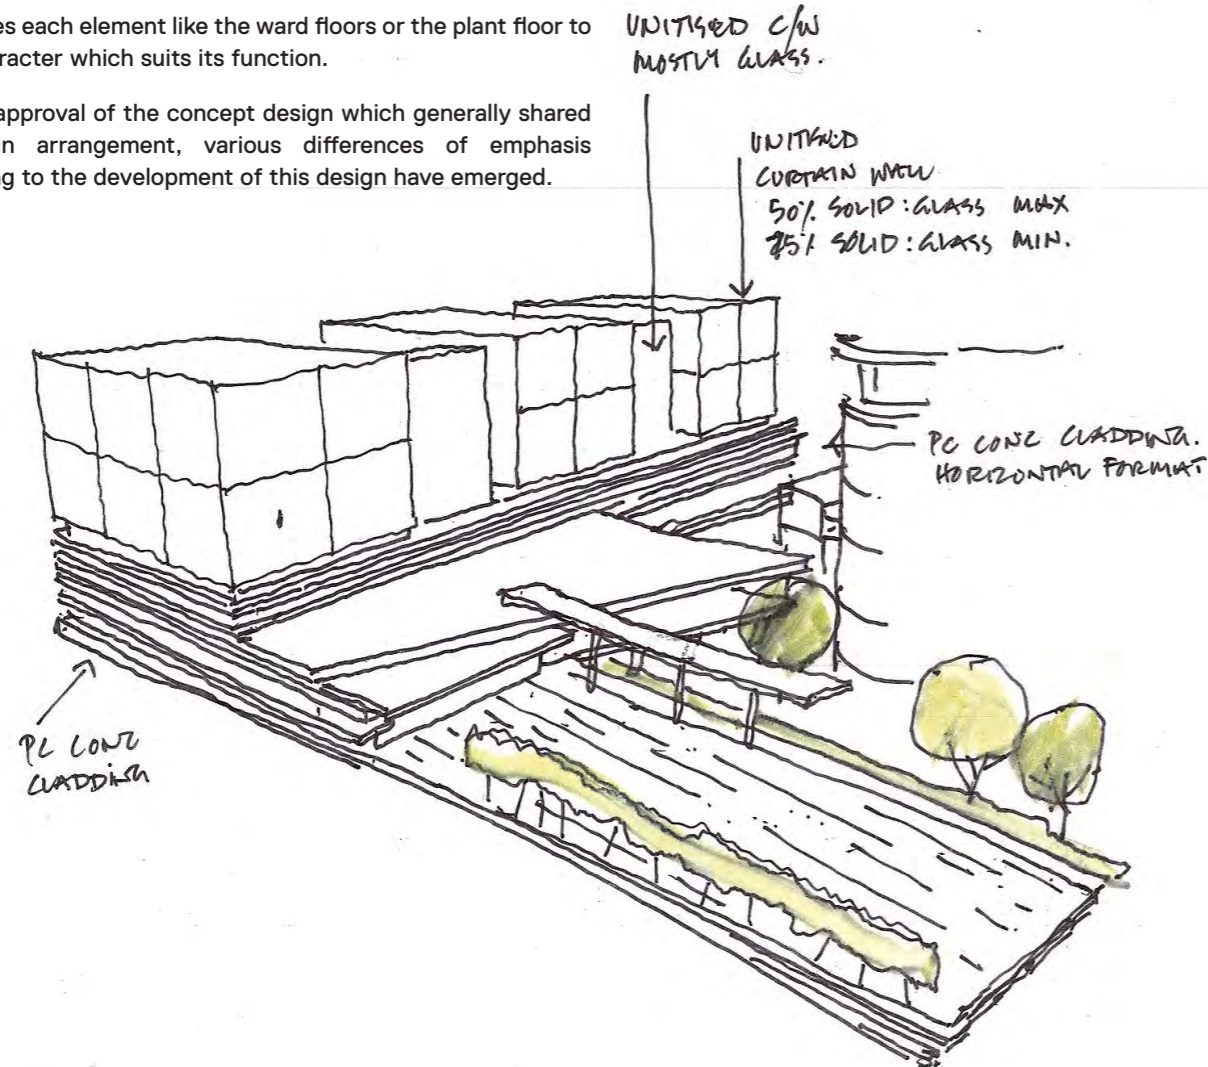 es each element like the ward floors or the plant floor to
racter which suits its function.
approval of the concept design which generally shared
n arrangement, various differences of emphasis
g to the development of this design have emerged.
UNITISED C/W
MOSTLY GLASS.
UNITISED
CURTAIN WALL
50% SOLID : GLASS MAX
25% SOLID : GLASS MIN.
PC CONC CLADDING.
HORIZONTAL FORMAT
PC CONC
CLADDING